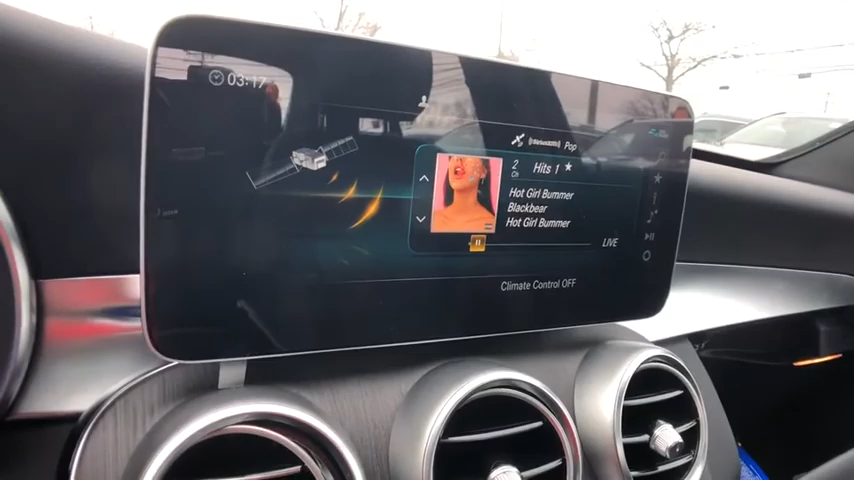 03:17
SiriusXM Pop
2
Ch
Hits 1 ★
Hot Girl Bummer
Blackbear
Hot Girl Bummer
LIVE
Climate Control OFF